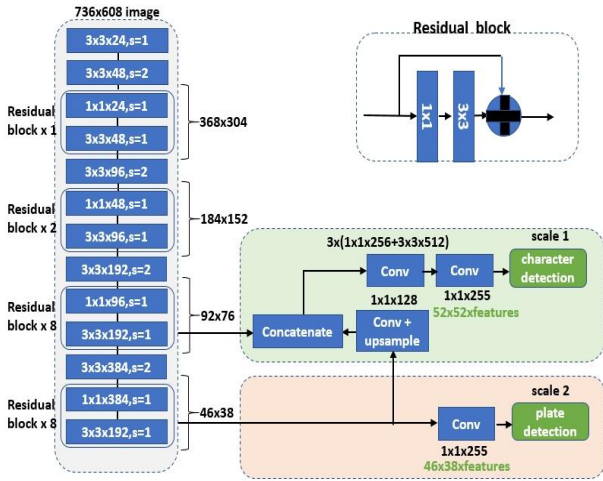 736x608 image
3x3x24,s=1
3x3x48,s=2
Residual
block x 1
1x1x24,s=1
3x3x48,s=1
368x304
3x3x96,s=2
Residual
block x 2
1x1x48,s=1
3x3x96,s=1
184x152
3x3x192,s=2
Residual
block x 8
1x1x96,s=1
3x3x192,s=1
92x76
3x3x384,s=2
Residual
block x 8
1x1x384,s=1
3x3x192,s=1
46x38
Residual block
1x1
3x3
scale 1
3x(1x1x256+3x3x512)
Conv
Conv
character
detection
1x1x128
1x1x255
52x52xfeatures
Concatenate
Conv +
upsample
scale 2
Conv
plate
detection
1x1x255
46x38xfeatures